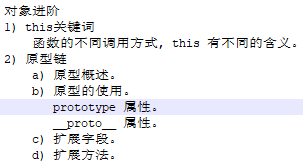 对象进阶
1) this关键词
函数的不同调用方式, this 有不同的含义。
2) 原型链
a) 原型概述。
b) 原型的使用。
prototype 属性。
__proto__ 属性。
c) 扩展字段。
d) 扩展方法。